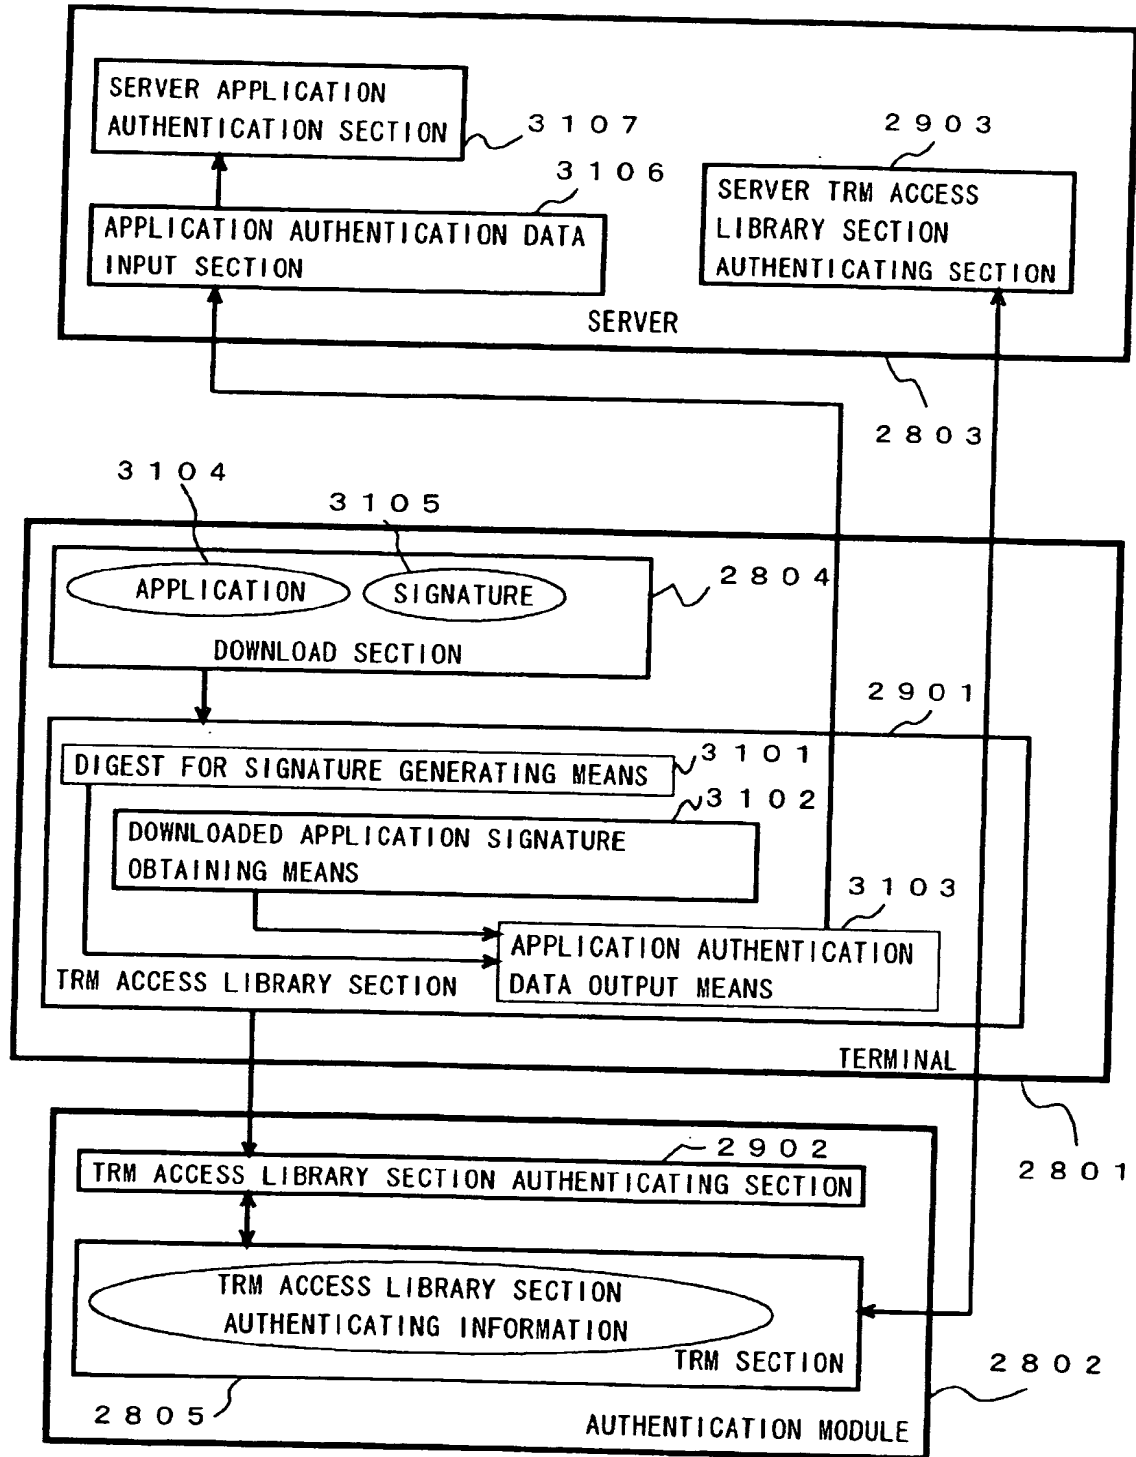 SERVER APPLICATION
AUTHENTICATION SECTION
3107
2903
3106
SERVER TRM ACCESS
LIBRARY SECTION
AUTHENTICATING SECTION
APPLICATION AUTHENTICATION DATA
INPUT SECTION
SERVER
2803
3104
3105
APPLICATION
SIGNATURE
2804
DOWNLOAD SECTION
2901
DIGEST FOR SIGNATURE GENERATING MEANS
3101
3102
DOWNLOADED APPLICATION SIGNATURE
OBTAINING MEANS
3103
APPLICATION AUTHENTICATION
DATA OUTPUT MEANS
TRM ACCESS LIBRARY SECTION
TERMINAL
2801
2902
TRM ACCESS LIBRARY SECTION AUTHENTICATING SECTION
TRM ACCESS LIBRARY SECTION
AUTHENTICATING INFORMATION
TRM SECTION
2802
2805
AUTHENTICATION MODULE